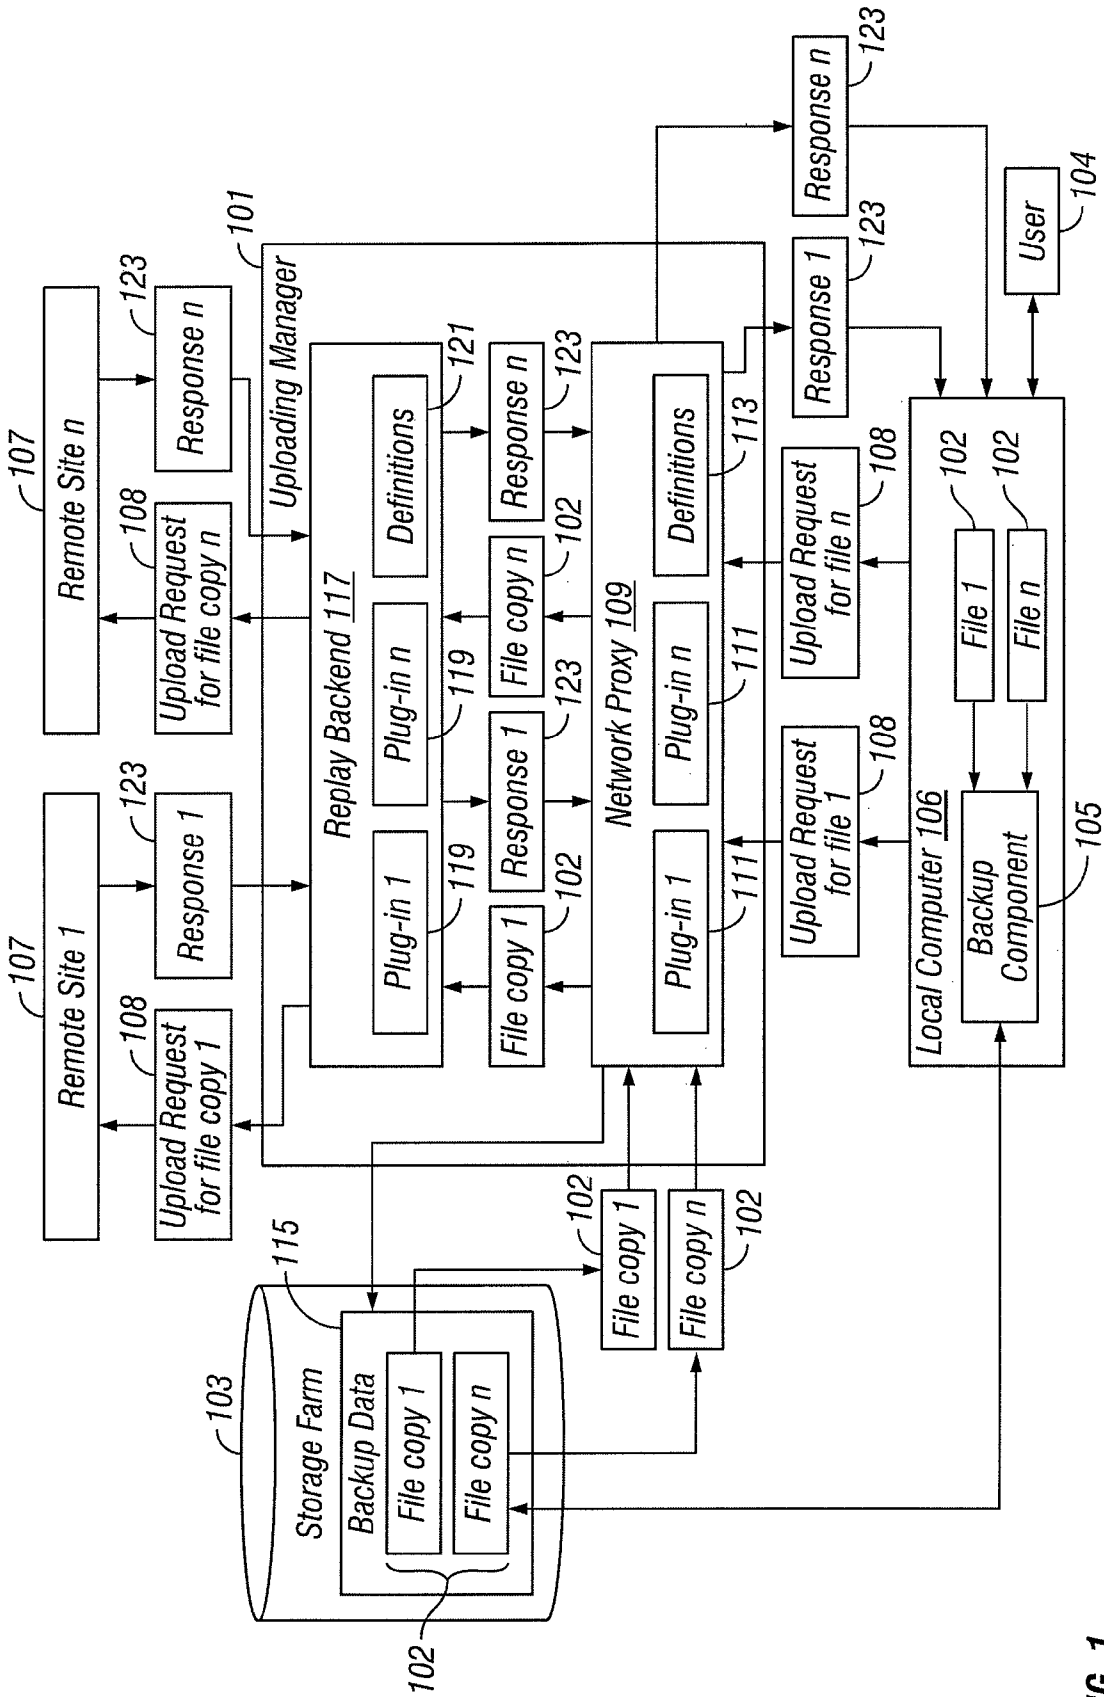 107
107
Remote Site 1
Remote Site n
108
123
108
123
Upload Request
for file copy 1
Response 1
Upload Request
for file copy n
Response n
103
101
Storage Farm
115
Uploading Manager
Backup Data
File copy 1
File copy n
102
Replay Backend 117
Plug-in 1
119
Plug-in n
119
Definitions
121
File copy 1
102
Response 1
123
File copy n
102
Response n
123
102
File copy 1
File copy n
102
Network Proxy 109
Plug-in 1
111
Plug-in n
111
Definitions
113
Upload Request
for file 1
108
Upload Request
for file n
108
Response 1
123
Response n
123
Local Computer 106
Backup
Component
105
File 1
102
File n
102
User
104
FIG. 1